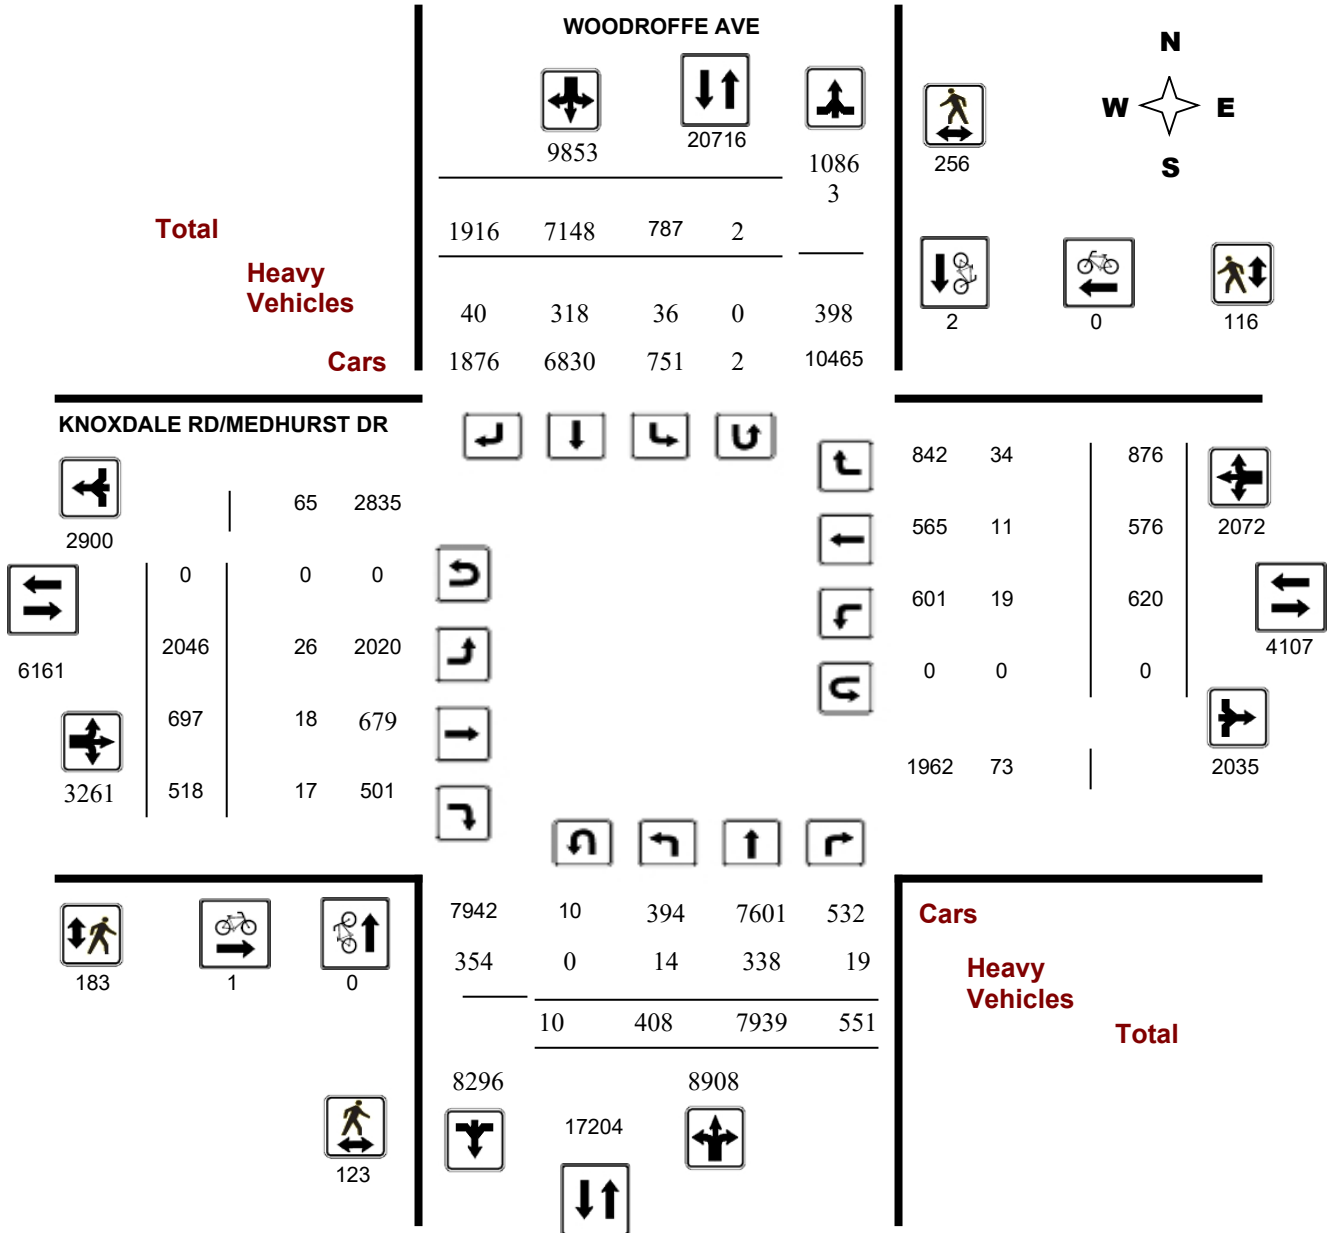 WOODROFFE AVE
N
W E
S
9853
20716
1086
3
256
Total
1916 7148 787 2
Heavy
Vehicles
40 318 36 0 398
2 0 116
Cars
1876 6830 751 2 10465
KNOXDALE RD/MEDHURST DR
842 34 876
65 2835
2900
565 11 576
2072
0 0 0
601 19 620
4107
2046 26 2020
6161
0 0 0
697 18 679
1962 73
2035
3261
518 17 501
7942 10 394 7601 532
Cars
354 0 14 338 19
Heavy
Vehicles
183 1 0
10 408 7939 551
Total
8296
8908
17204
123